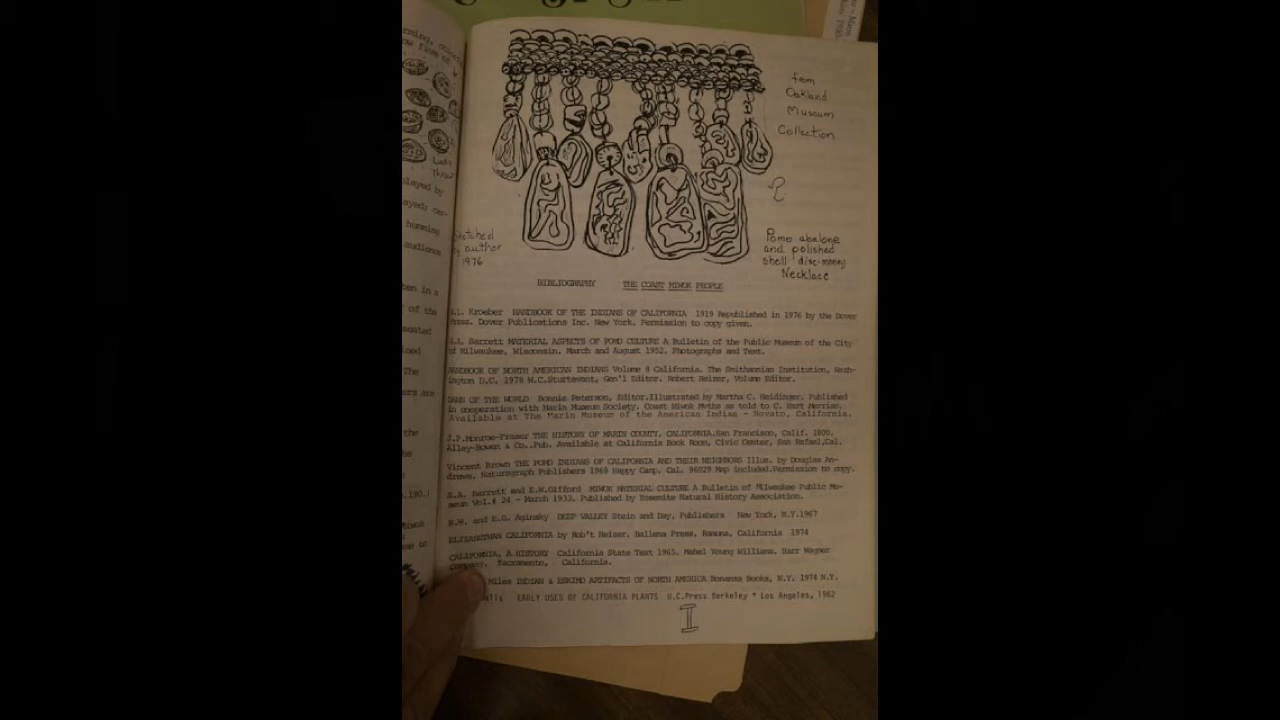 from
Oakland
Museum
Collection
by author
1976
Pomo abalone
and polished
shell disc-money
Necklace
BIBLIOGRAPHY THE COAST MIWOK PEOPLE
A.L. Kroeber HANDBOOK OF THE INDIANS OF CALIFORNIA 1919 Republished in 1976 by the Dover
Press. Dover Publications Inc. New York. Permission to copy given.
S.A. Barrett MATERIAL ASPECTS OF POMO CULTURE A Bulletin of the Public Museum of the City
of Milwaukee, Wisconsin. March and August 1952. Photographs and Text.
HANDBOOK OF NORTH AMERICAN INDIANS Volume 8 California. The Smithsonian Institution, Wash-
ington D.C. 1978 W.C.Sturtevant, Gen'l Editor. Robert Heizer, Volume Editor.
DAWN OF THE WORLD Bonnie Peterson, Editor.Illustrated by Martha C. Heidinger. Published
in cooperation with Marin Museum Society. Coast Miwok Myths as told to C. Hart Merriam.
Available at The Marin Museum of the American Indian - Novato, California.
J.P.Monroe-Fraser THE HISTORY OF MARIN COUNTY, CALIFORNIA.San Francisco, Calif. 1800.
Alley-Bowen & Co.,Pub. Available at California Book Room, Civic Center, San Rafael,Cal.
Vincent Brown THE POMO INDIANS OF CALIFORNIA AND THEIR NEIGHBORS Illus. by Douglas An-
drews. Naturegraph Publishers 1969 Happy Camp, Cal. 96029 Map included.Permission to copy.
S.A. Barrett and E.W.Gifford MIWOK MATERIAL CULTURE A Bulletin of Milwaukee Public Mu-
seum Vol.# 24 - March 1933. Published by Yosemite Natural History Association.
B.W. and E.G. Aginsky DEEP VALLEY Stein and Day, Publishers New York, N.Y.1967
ELIZABETHAN CALIFORNIA by Rob't Heizer. Ballena Press, Ramona, California 1974
CALIFORNIA, A HISTORY California State Text 1965. Mabel Young Williams. Harr Wagner
Company, Sacramento, California.
Miles INDIAN & ESKIMO ARTIFACTS OF NORTH AMERICA Bonanza Books, N.Y. 1974 N.Y.
EARLY USES OF CALIFORNIA PLANTS U.C.Press Berkeley * Los Angeles, 1962
I